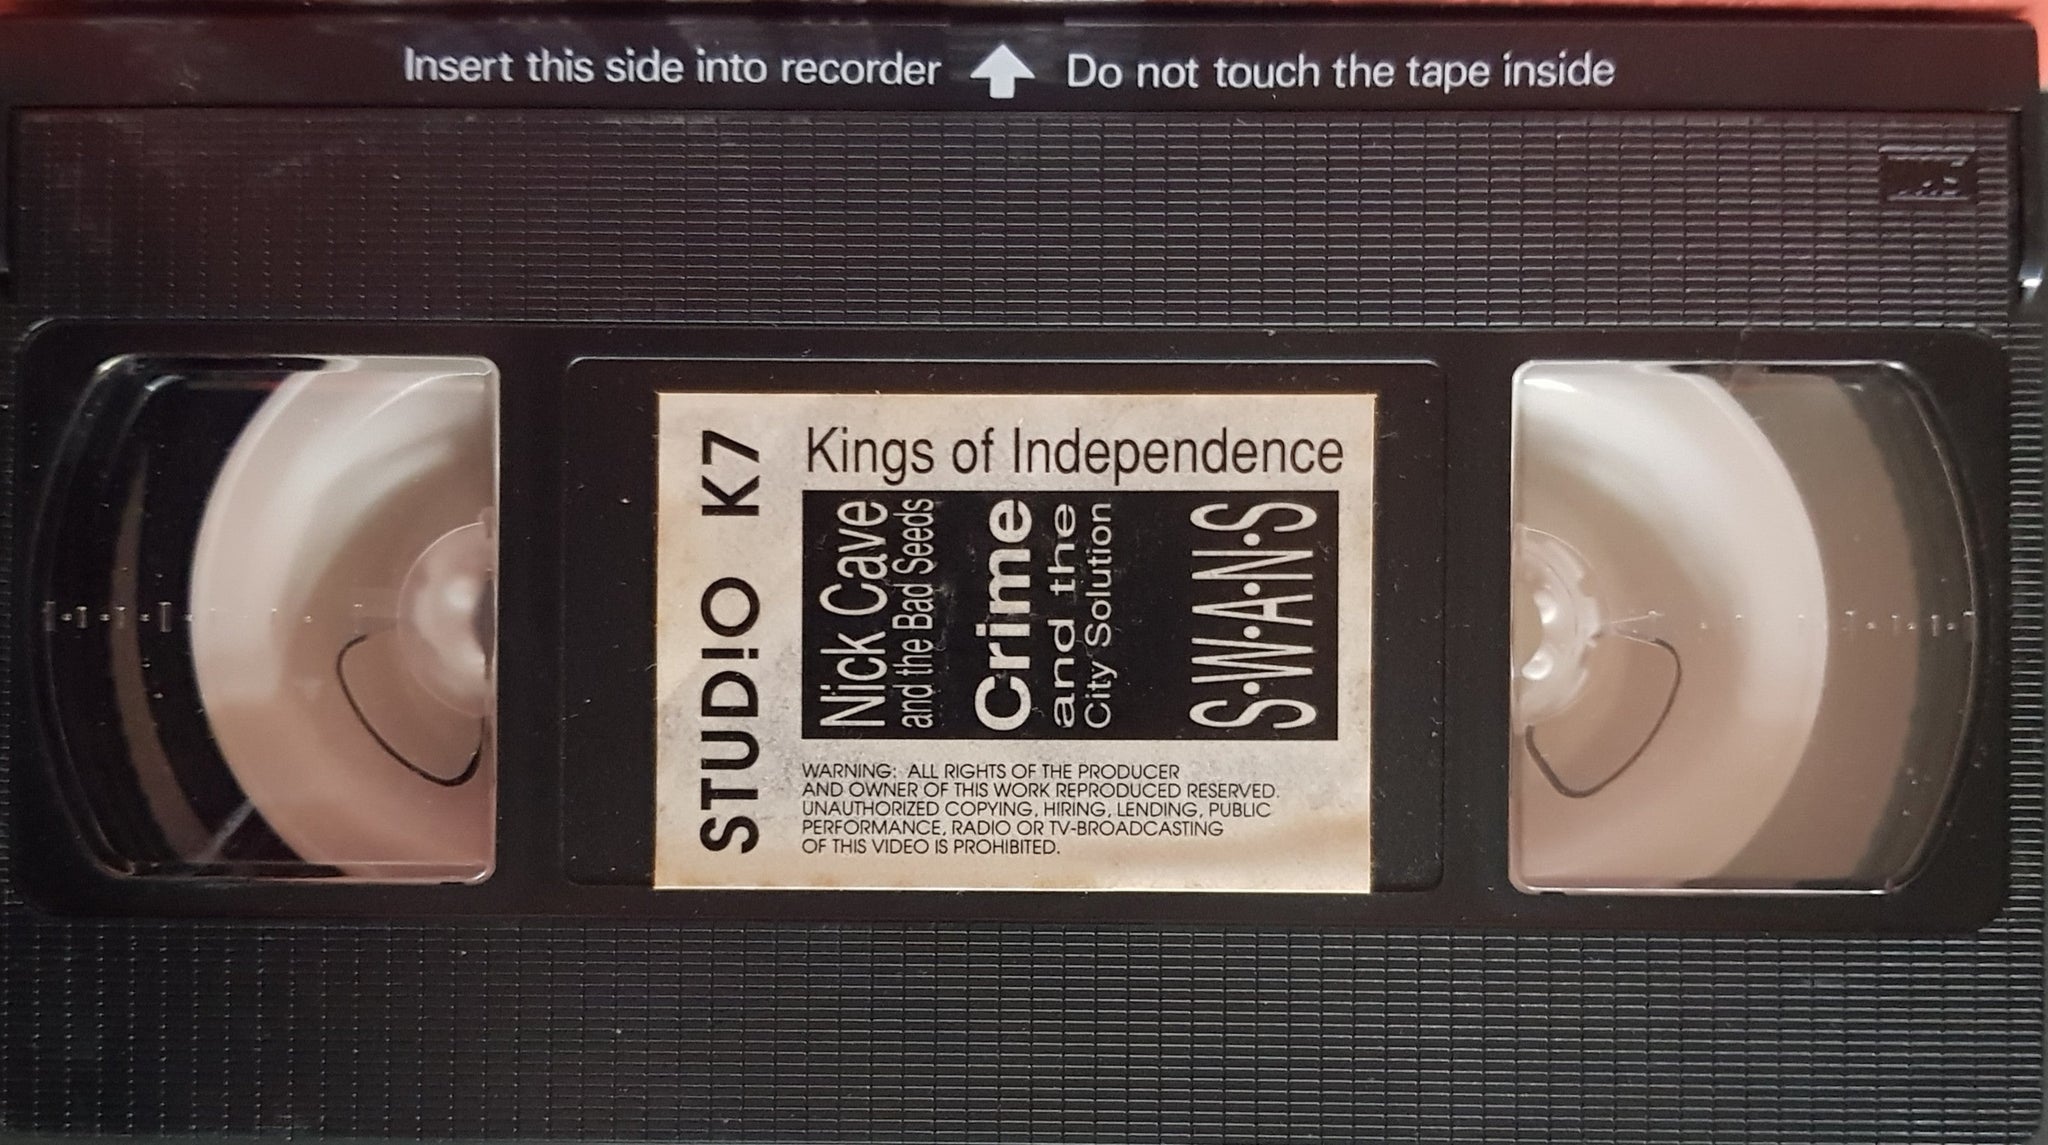 Insert this side into recorder ↑ Do not touch the tape inside
VHS
STUD!O K7
Kings of Independence
Nick Cave
and the Bad Seeds
Crime
and the
City Solution
S•W•A•N•S
WARNING: ALL RIGHTS OF THE PRODUCER
AND OWNER OF THIS WORK REPRODUCED RESERVED.
UNAUTHORIZED COPYING, HIRING, LENDING, PUBLIC
PERFORMANCE, RADIO OR TV-BROADCASTING
OF THIS VIDEO IS PROHIBITED.